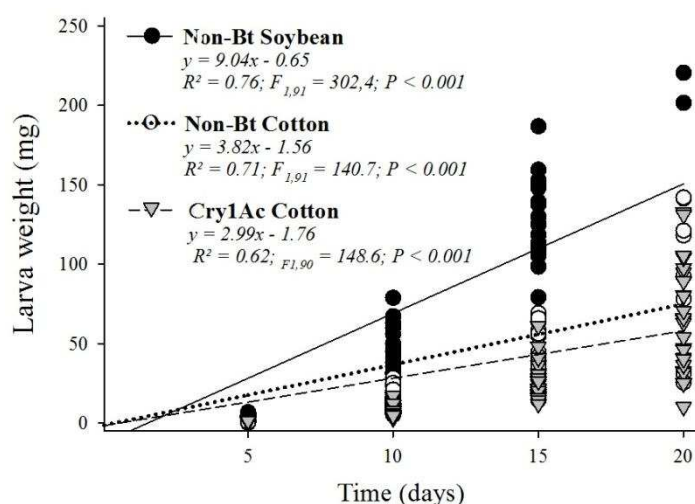 250
200
150
100
50
0
Larva weight (mg)
Non-Bt Soybean
y = 9.04x - 0.65
R² = 0.76; F1,91 = 302,4; P < 0.001
Non-Bt Cotton
y = 3.82x - 1.56
R² = 0.71; F1,91 = 140.7; P < 0.001
Cry1Ac Cotton
y = 2.99x - 1.76
R² = 0.62; F1,90 = 148.6; P < 0.001
5 10 15 20
Time (days)